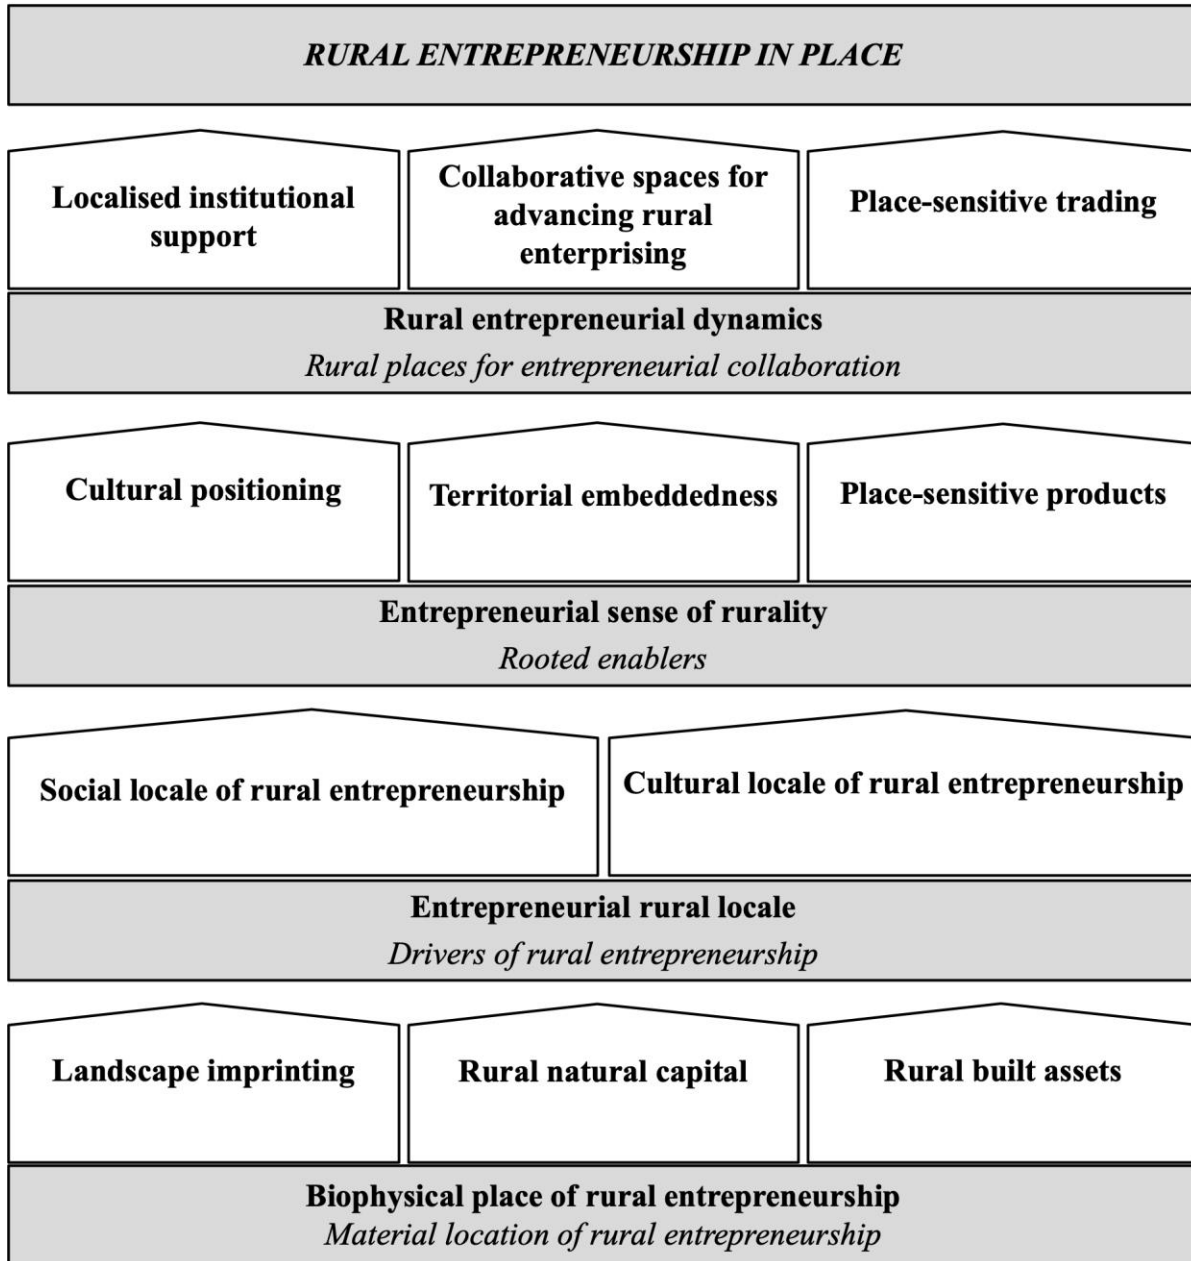 RURAL ENTREPRENEURSHIP IN PLACE
Localised institutional
support
Collaborative spaces for
advancing rural
enterprising
Place-sensitive trading
Rural entrepreneurial dynamics
Rural places for entrepreneurial collaboration
Cultural positioning
Territorial embeddedness
Place-sensitive products
Entrepreneurial sense of rurality
Rooted enablers
Social locale of rural entrepreneurship
Cultural locale of rural entrepreneurship
Entrepreneurial rural locale
Drivers of rural entrepreneurship
Landscape imprinting
Rural natural capital
Rural built assets
Biophysical place of rural entrepreneurship
Material location of rural entrepreneurship